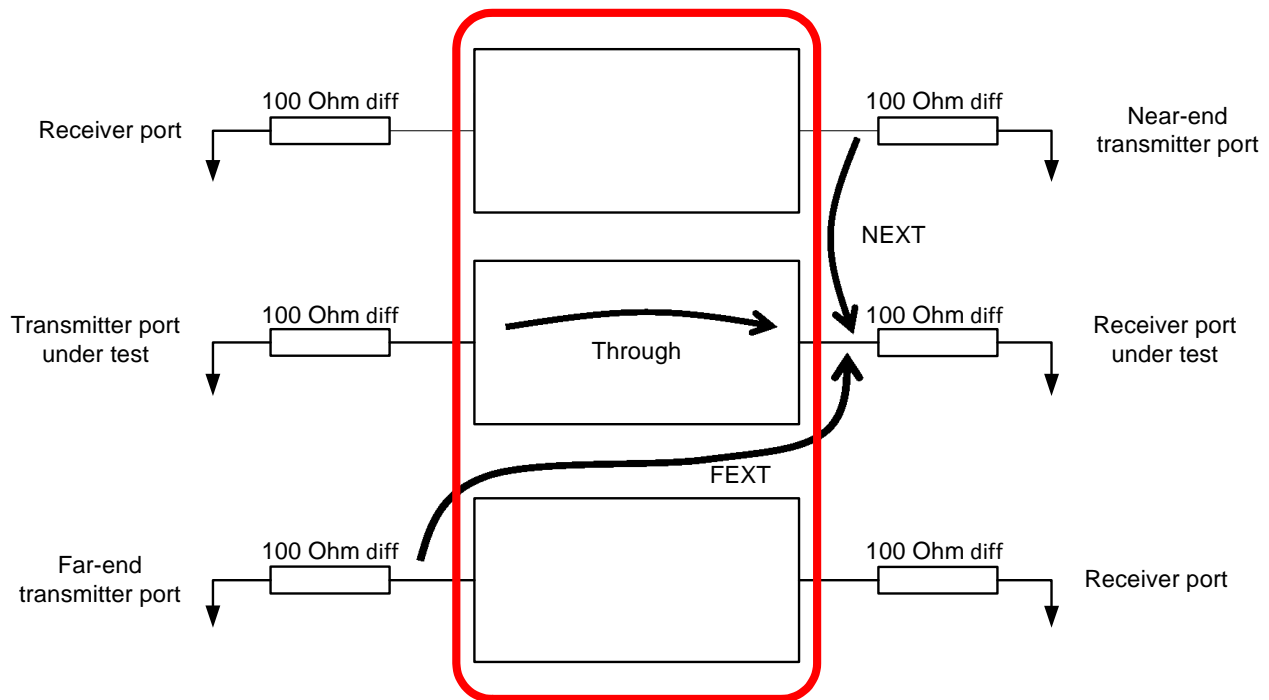 100 Ohm diff
100 Ohm diff
Receiver port
Near-end
transmitter port
NEXT
100 Ohm diff
100 Ohm diff
Transmitter port
under test
Through
Receiver port
under test
FEXT
100 Ohm diff
100 Ohm diff
Far-end
transmitter port
Receiver port